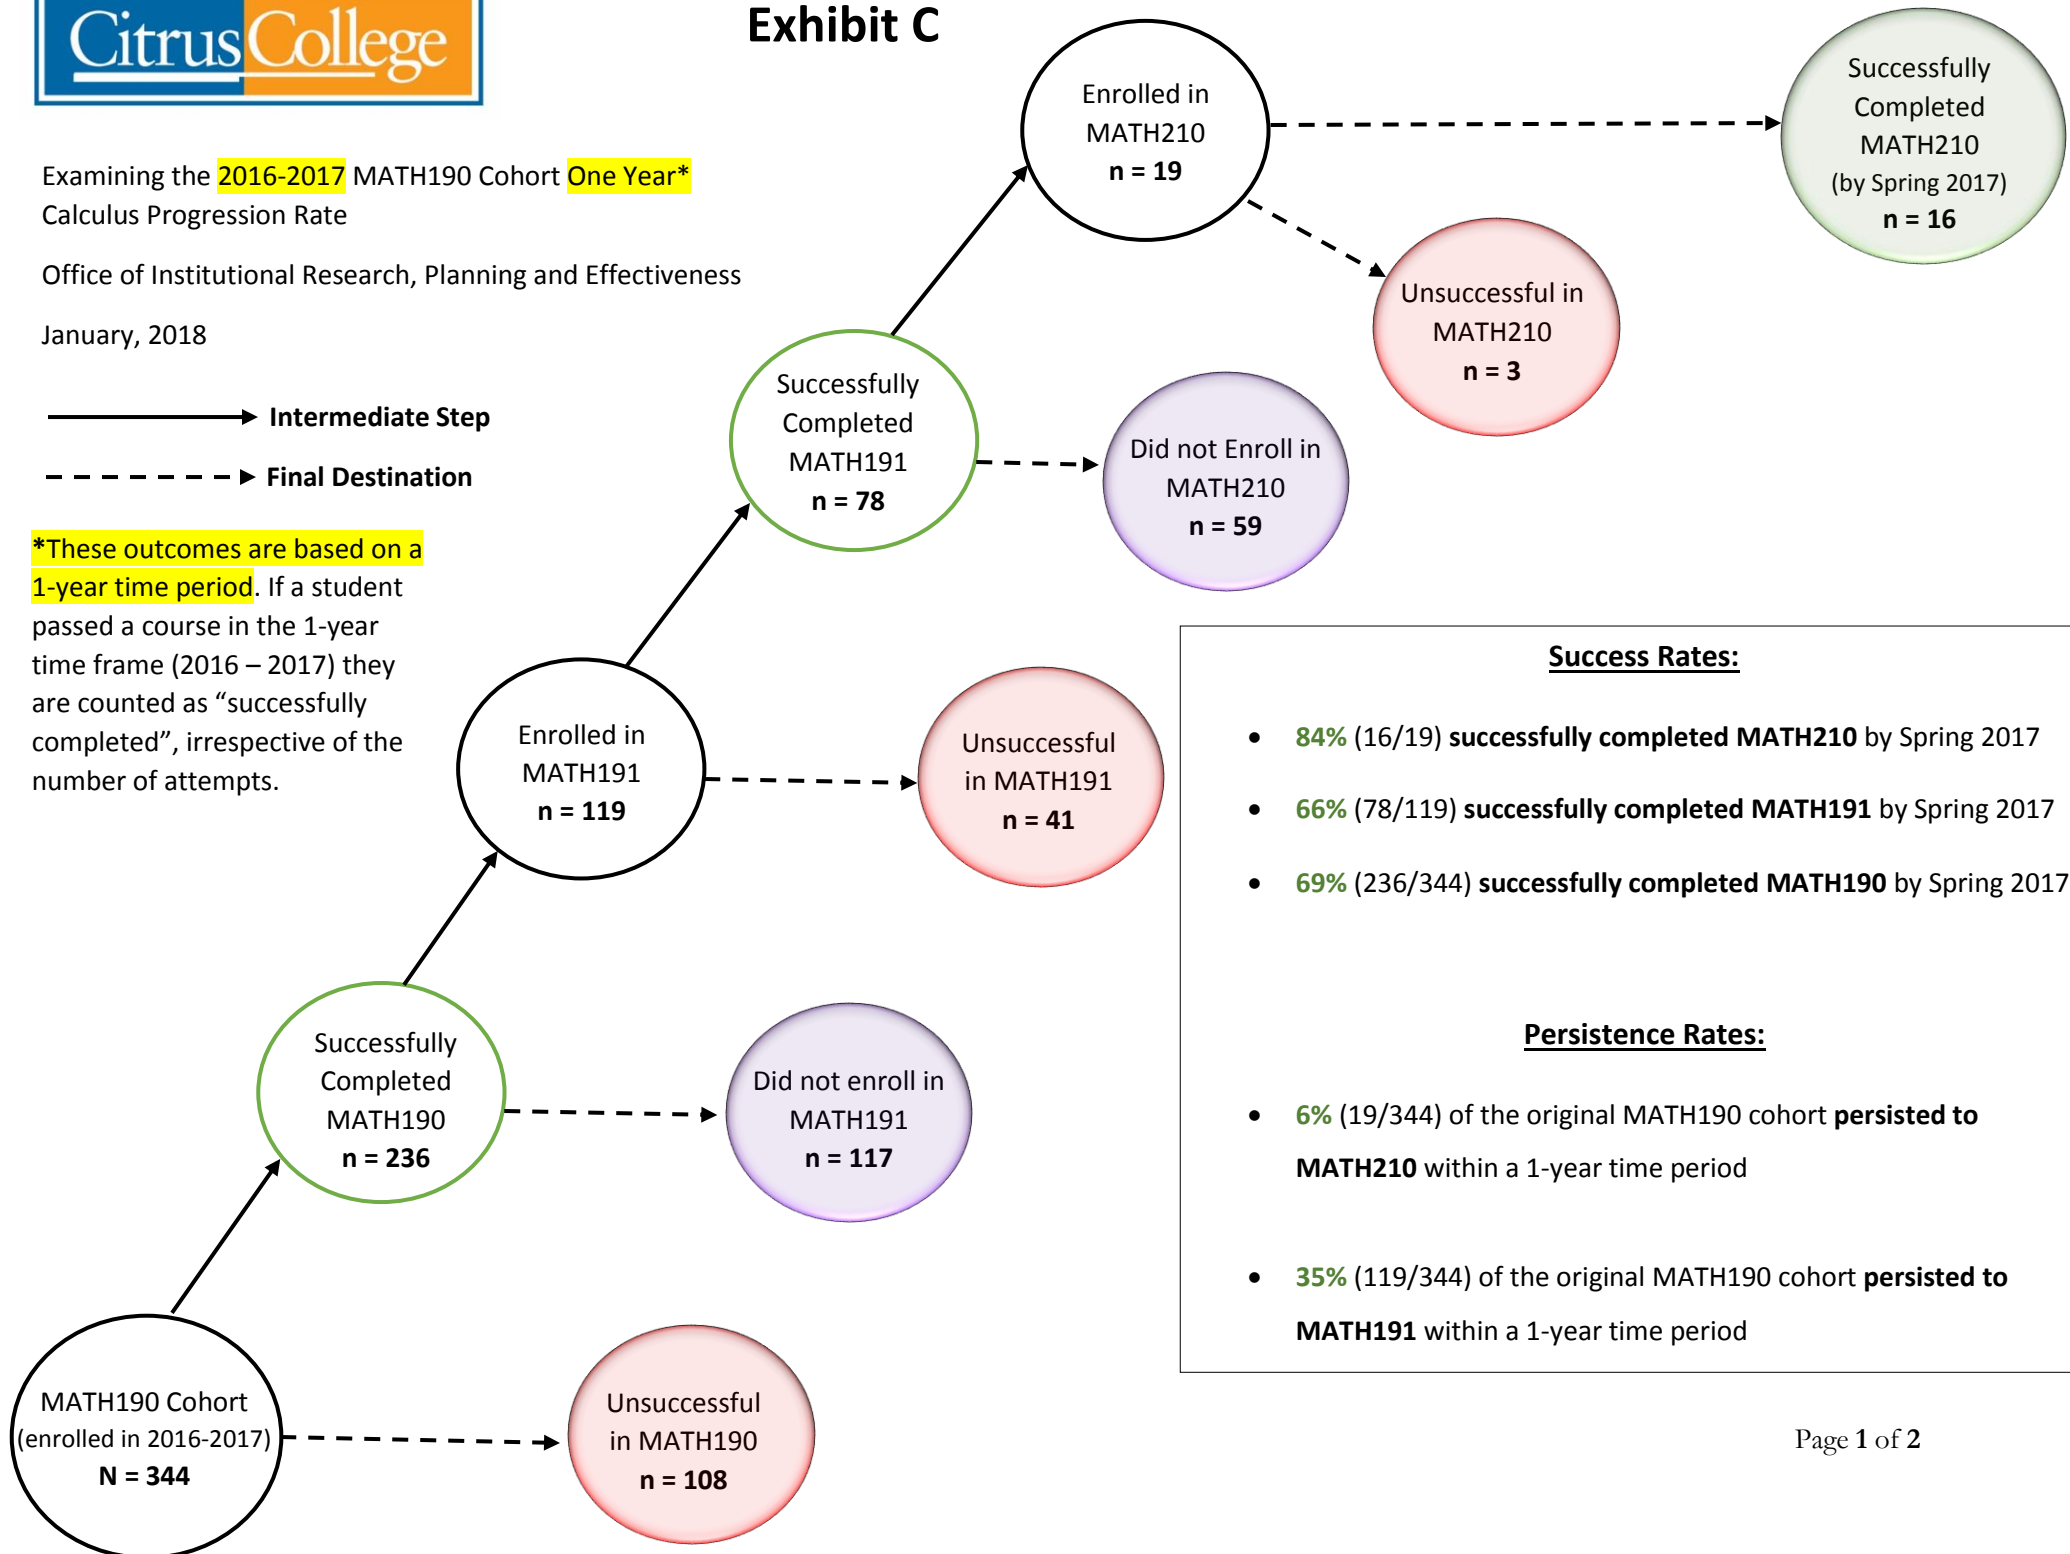 Citrus College
Exhibit C
Examining the 2016-2017 MATH190 Cohort One Year*
Calculus Progression Rate
Office of Institutional Research, Planning and Effectiveness
January, 2018
Intermediate Step
Final Destination
*These outcomes are based on a
1-year time period. If a student
passed a course in the 1-year
time frame (2016 – 2017) they
are counted as “successfully
completed”, irrespective of the
number of attempts.
Enrolled in
MATH210
n = 19
Successfully
Completed
MATH210
(by Spring 2017)
n = 16
Unsuccessful in
MATH210
n = 3
Successfully
Completed
MATH191
n = 78
Did not Enroll in
MATH210
n = 59
Enrolled in
MATH191
n = 119
Unsuccessful
in MATH191
n = 41
Successfully
Completed
MATH190
n = 236
Did not enroll in
MATH191
n = 117
MATH190 Cohort
(enrolled in 2016-2017)
N = 344
Unsuccessful
in MATH190
n = 108
Success Rates:
• 84% (16/19) successfully completed MATH210 by Spring 2017
• 66% (78/119) successfully completed MATH191 by Spring 2017
• 69% (236/344) successfully completed MATH190 by Spring 2017
Persistence Rates:
• 6% (19/344) of the original MATH190 cohort persisted to
MATH210 within a 1-year time period
• 35% (119/344) of the original MATH190 cohort persisted to
MATH191 within a 1-year time period
Page 1 of 2